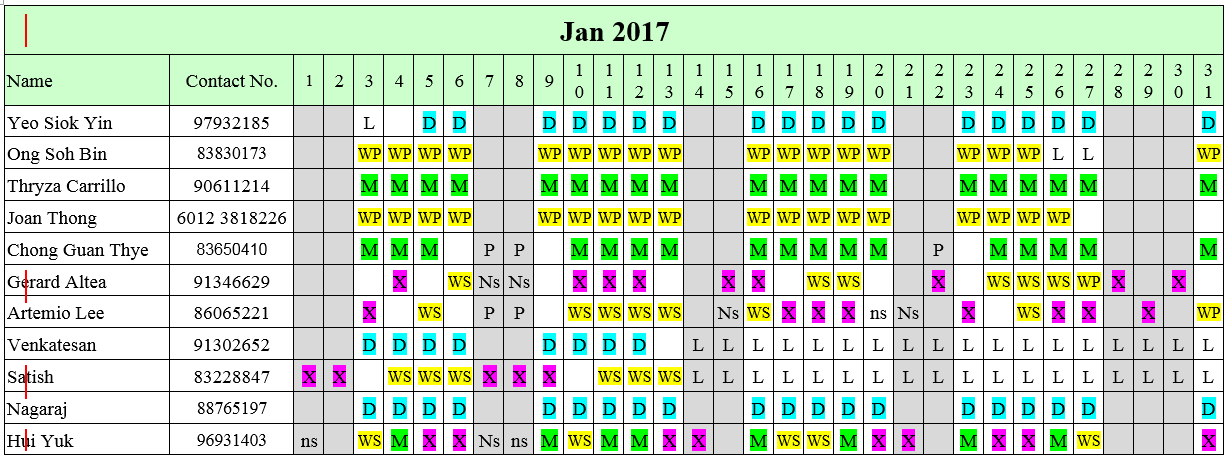 Jan 2017
Name Contact No. 1 2 3 4 5 6 7 8 9 10 11 12 13 14 15 16 17 18 19 20 21 22 23 24 25 26 27 28 29 30 31
Yeo Siok Yin 97932185 L D D D D D D D D D D D D D D D D D D
Ong Soh Bin 83830173 WP WP WP WP WP WP WP WP WP WP WP WP WP WP WP WP WP L L WP
Thryza Carrillo 90611214 M M M M M M M M M M M M M M M M M M M M
Joan Thong 6012 3818226 WP WP WP WP WP WP WP WP WP WP WP WP WP WP WP WP WP WP
Chong Guan Thye 83650410 M M M P P M M M M M M M M M P M M M M M
Gerard Altea 91346629 X WS Ns Ns X X X X X WS WS X WS WS WS WP X X
Artemio Lee 86065221 X WS P P WS WS WS WS Ns WS X X X ns Ns X WS X X X WP
Venkatesan 91302652 D D D D D D D D L L L L L L L L L L L L L L L L L L
Satish 83228847 X X WS WS WS X X X WS WS WS L L L L L L L L L L L L L L L L L L
Nagaraj 88765197 D D D D D D D D D D D D D D D D D D D D
Hui Yuk 96931403 ns WS M X X Ns ns M WS M M X X M WS WS M X X M X X M WS X